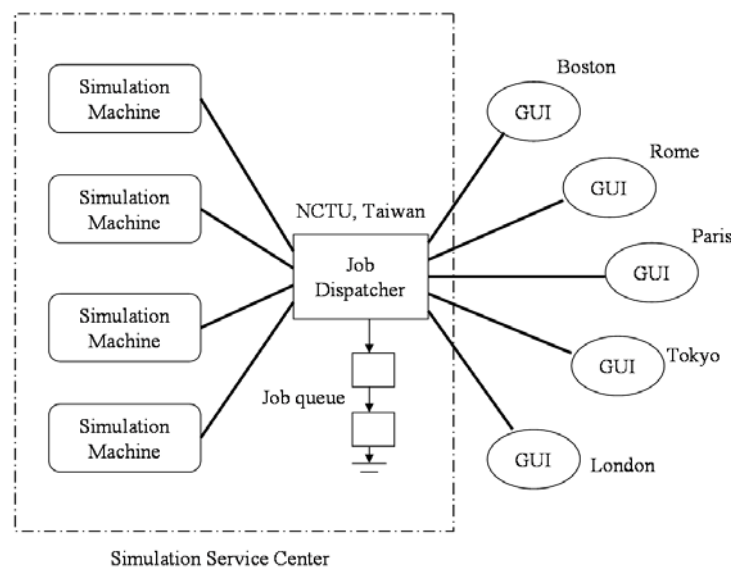 Simulation
Machine
Simulation
Machine
Simulation
Machine
Simulation
Machine
NCTU, Taiwan
Job
Dispatcher
Job queue
Boston
GUI
Rome
GUI
Paris
GUI
GUI
Tokyo
GUI
London
Simulation Service Center